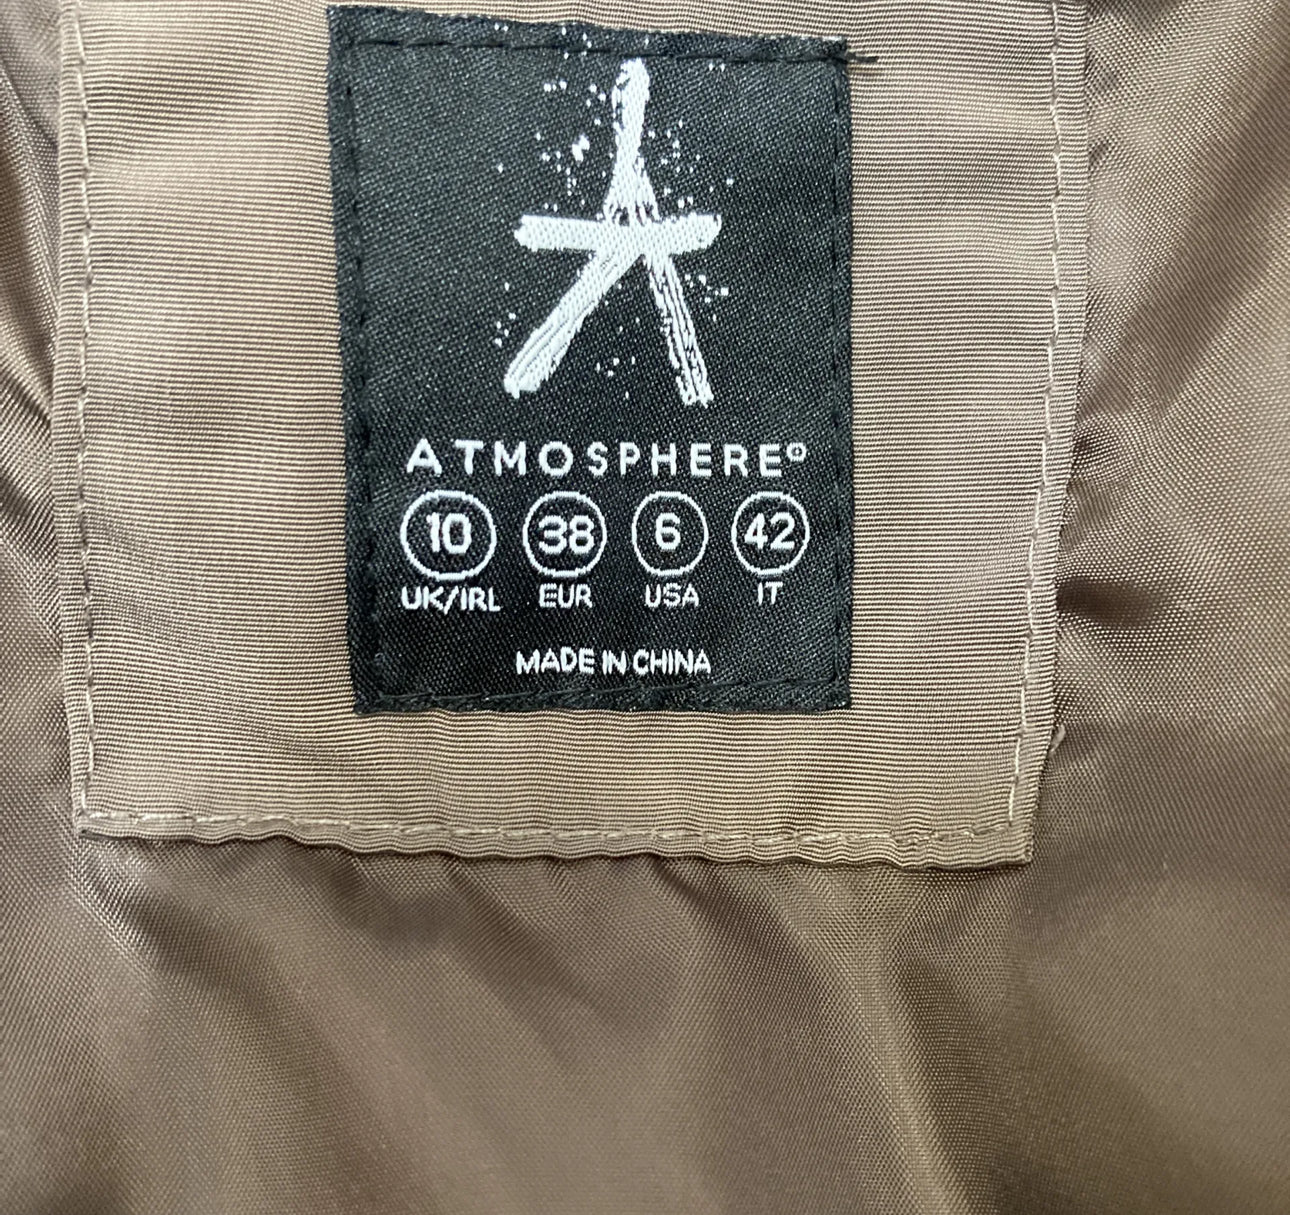 ATMOSPHERE©
10 38 6 42
UK/IRL EUR USA IT
MADE IN CHINA